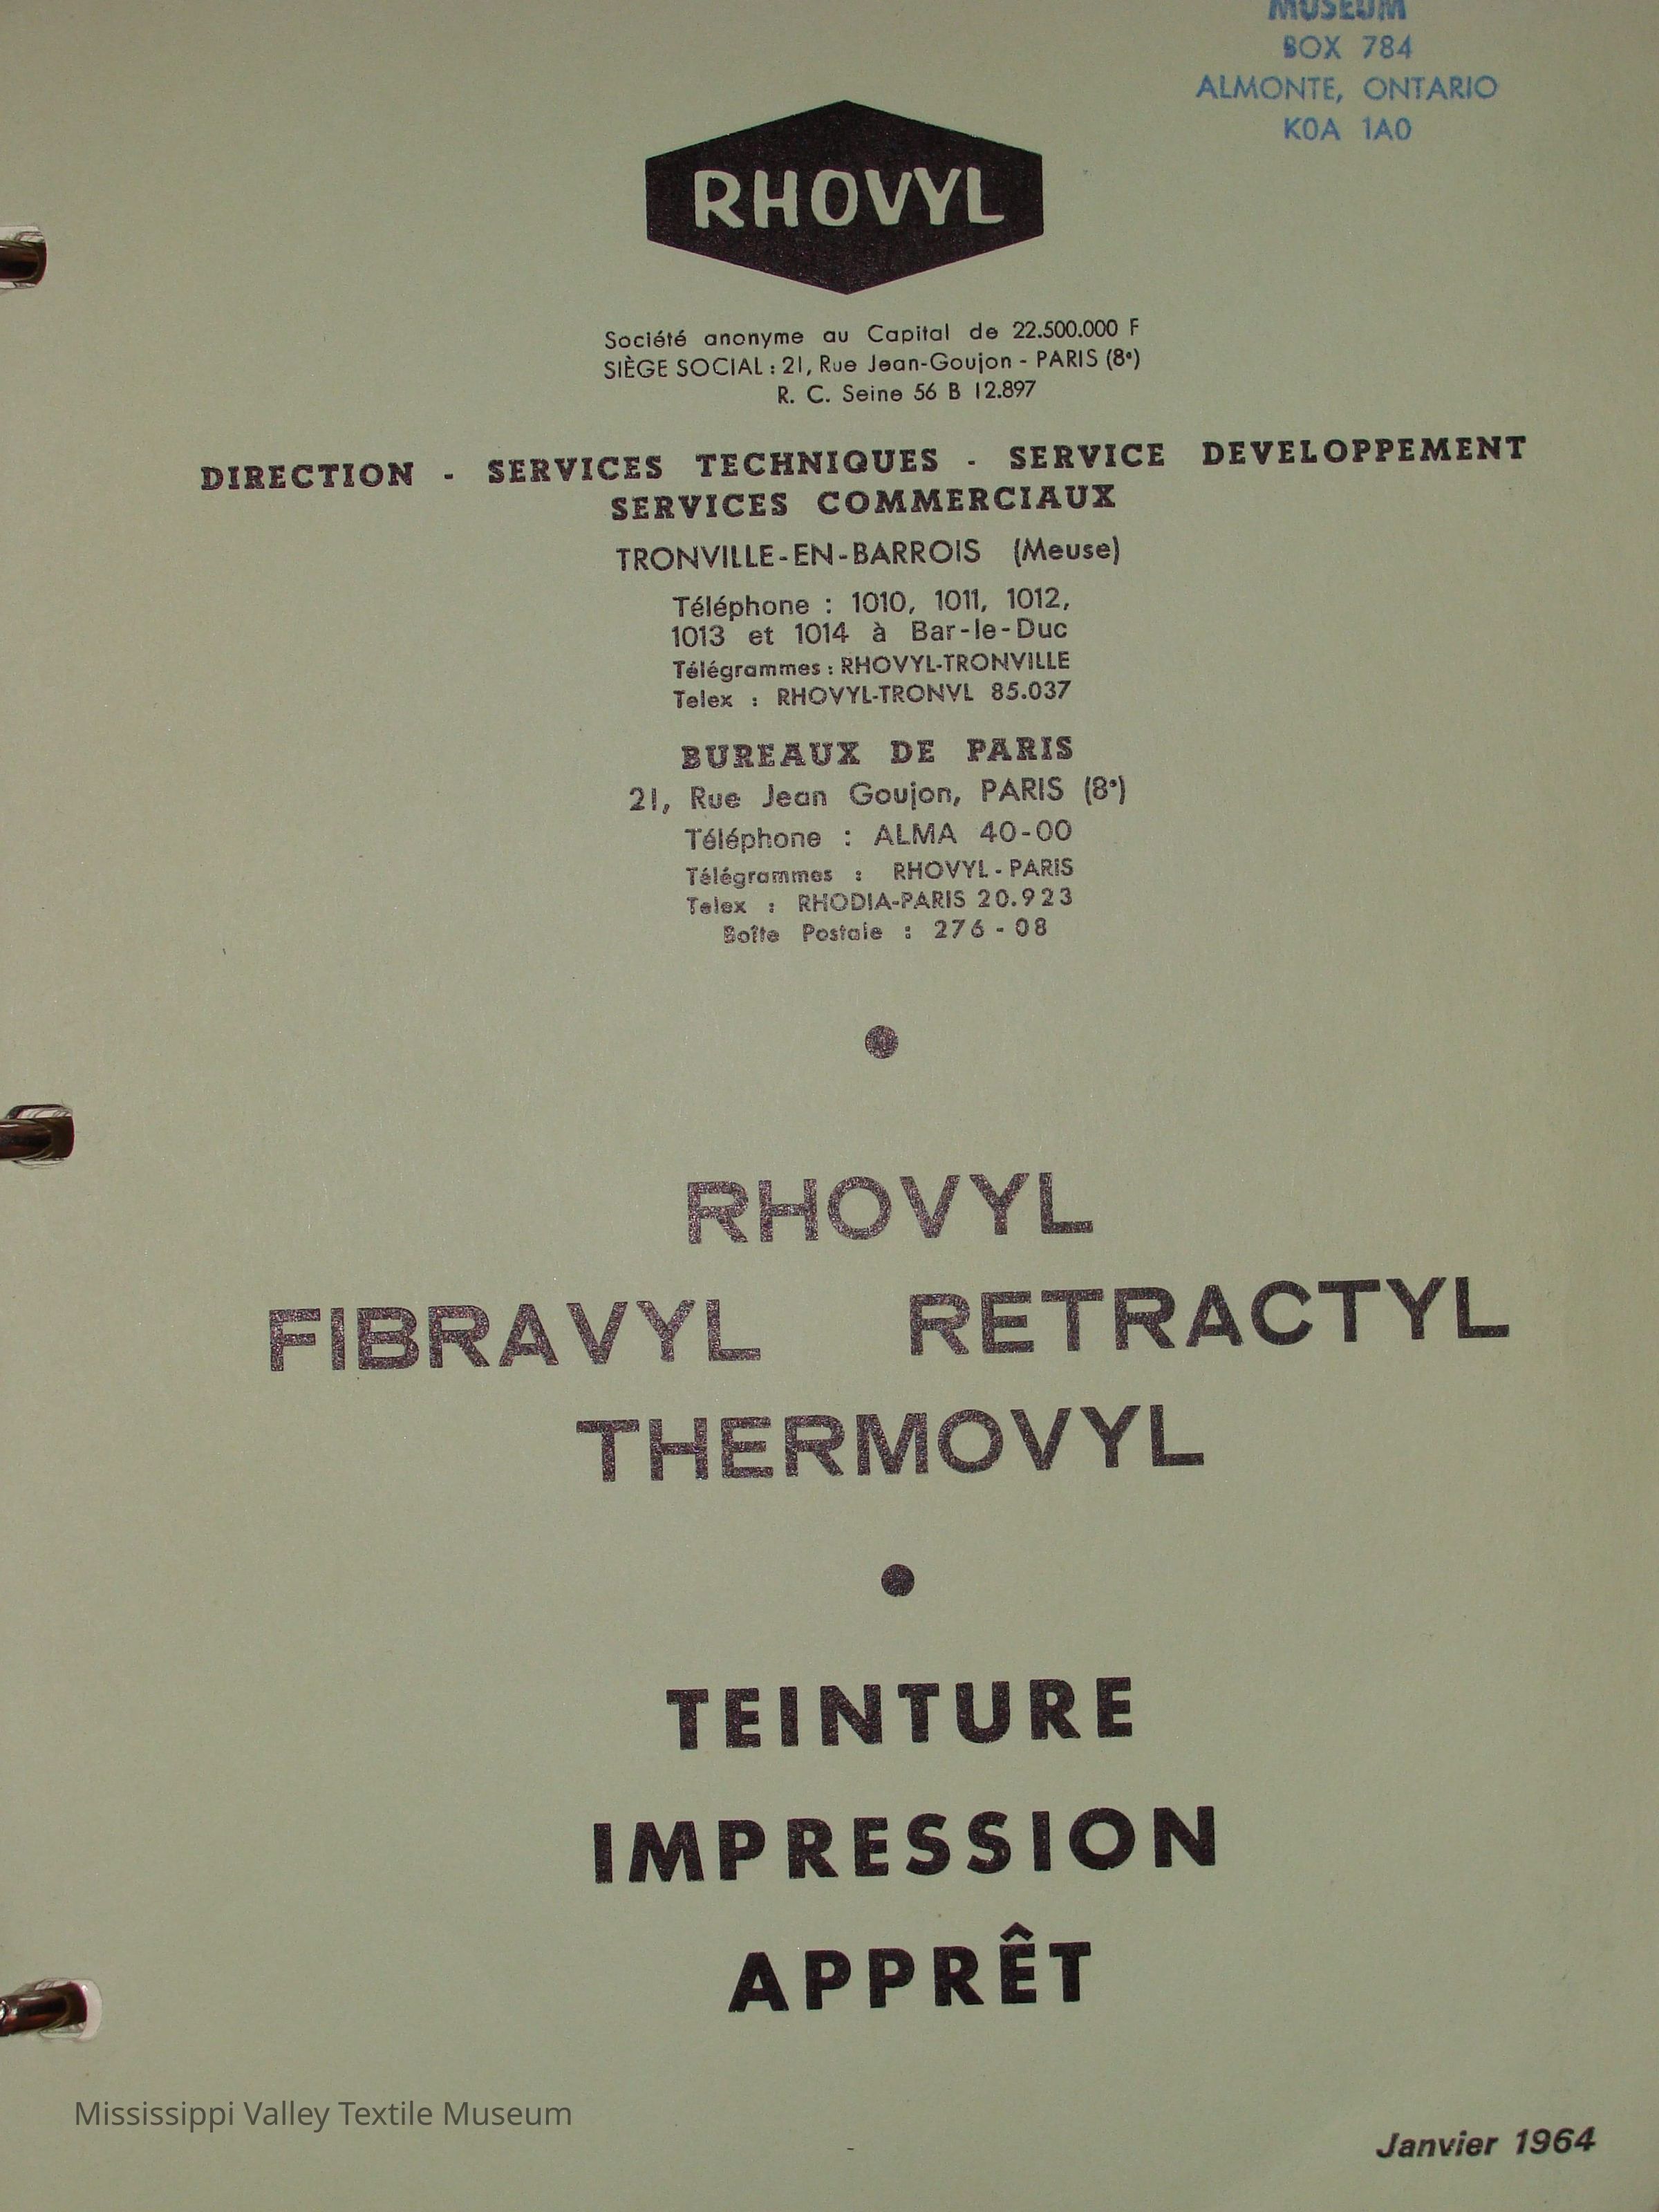 MUSEUM
BOX 784
ALMONTE, ONTARIO
K0A 1A0
RHOVYL
Société anonyme au Capital de 22.500.000 F
SIÈGE SOCIAL : 21, Rue Jean-Goujon - PARIS (8e)
R. C. Seine 56 B 12.897
DIRECTION - SERVICES TECHNIQUES - SERVICE DEVELOPPEMENT
SERVICES COMMERCIAUX
TRONVILLE-EN-BARROIS (Meuse)
Téléphone : 1010, 1011, 1012,
1013 et 1014 à Bar-le-Duc
Télégrammes : RHOVYL-TRONVILLE
Telex : RHOVYL-TRONVL 85.037
BUREAUX DE PARIS
21, Rue Jean Goujon, PARIS (8e)
Téléphone : ALMA 40-00
Télégrammes : RHOVYL - PARIS
Telex : RHODIA-PARIS 20.923
Boîte Postale : 276 - 08
RHOVYL
FIBRAVYL RETRACTYL
THERMOVYL
TEINTURE
IMPRESSION
APPRÊT
Mississippi Valley Textile Museum
Janvier 1964